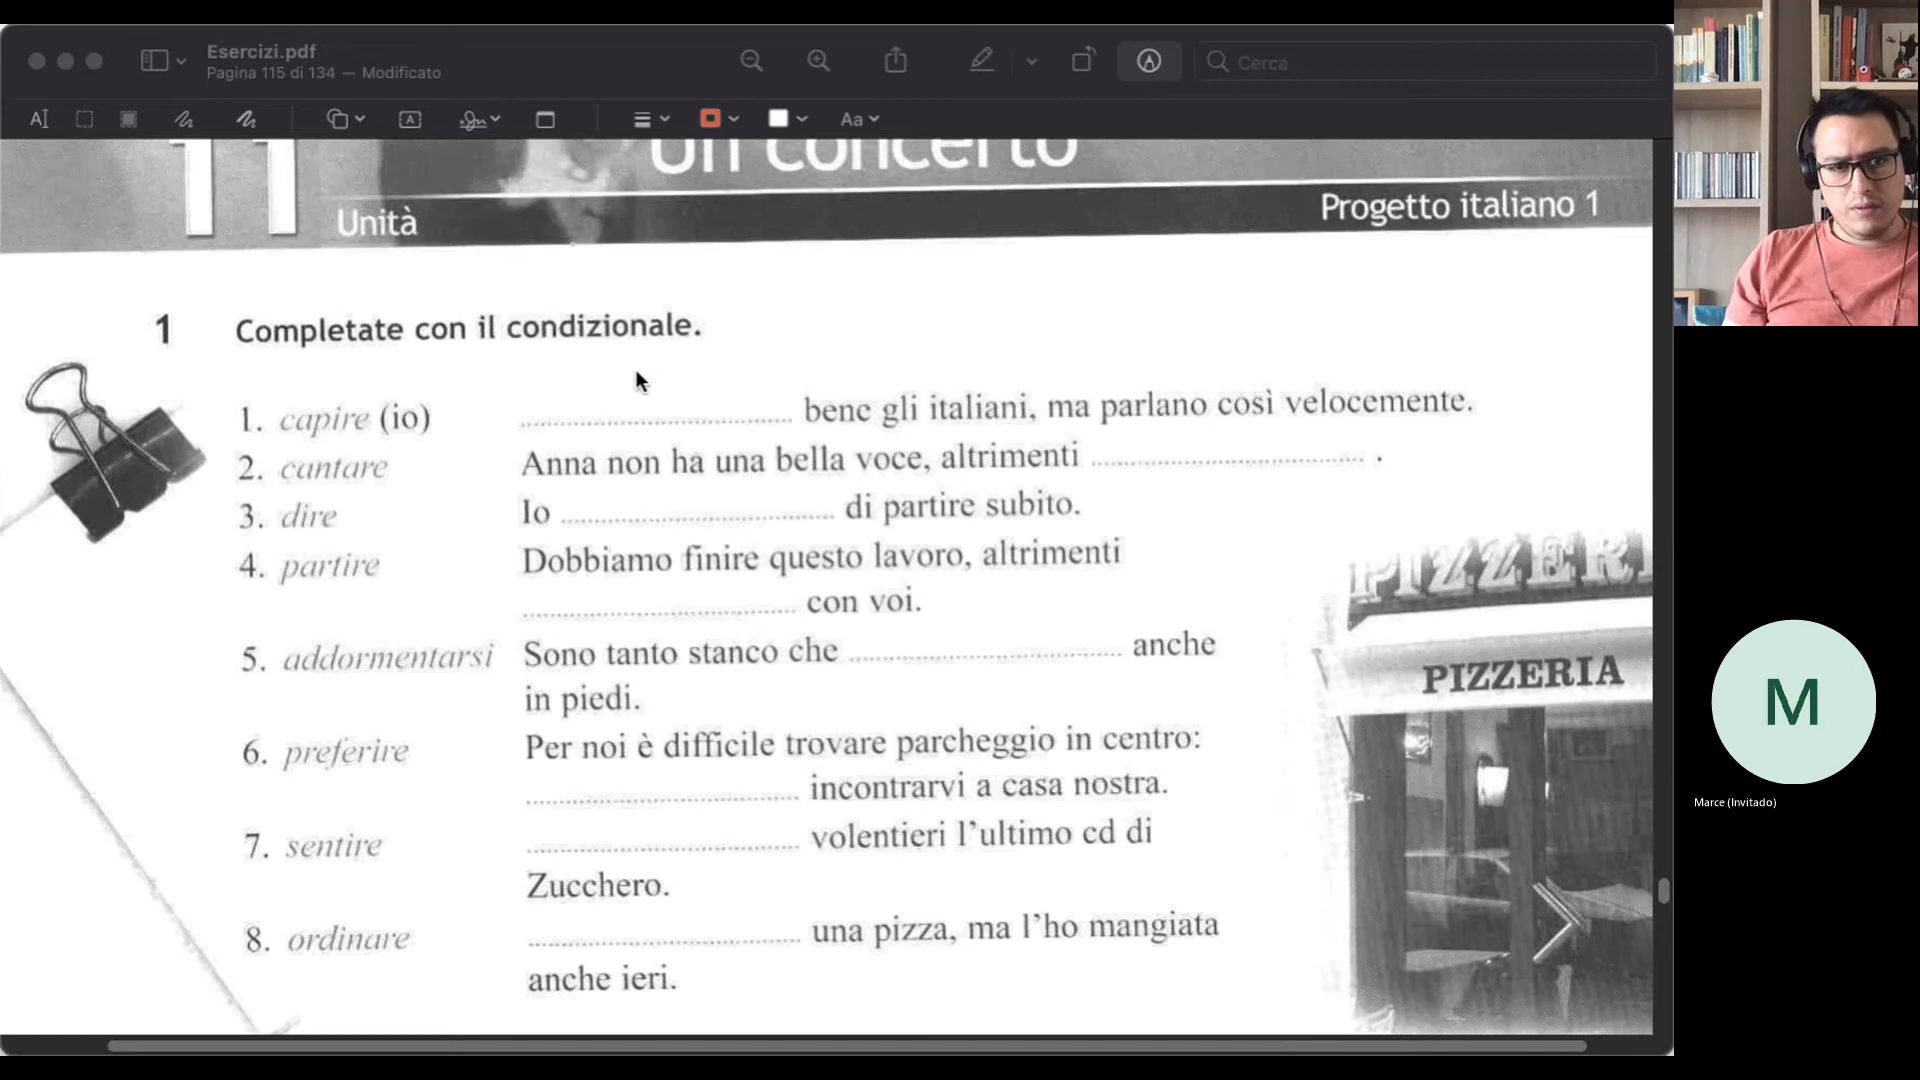 Esercizi.pdf
Pagina 115 di 134 — Modificato
Cerca
Aa
11
Un concerto
Unità
Progetto italiano 1
1 Completate con il condizionale.
1. capire (io) ........................ bene gli italiani, ma parlano così velocemente.
2. cantare Anna non ha una bella voce, altrimenti ........................ .
3. dire Io ........................ di partire subito.
4. partire Dobbiamo finire questo lavoro, altrimenti
........................ con voi.
5. addormentarsi Sono tanto stanco che ........................ anche
in piedi.
6. preferire Per noi è difficile trovare parcheggio in centro:
........................ incontrarvi a casa nostra.
7. sentire ........................ volentieri l'ultimo cd di
Zucchero.
8. ordinare ........................ una pizza, ma l'ho mangiata
anche ieri.
PIZZERI
PIZZERIA
M
Marce (Invitado)